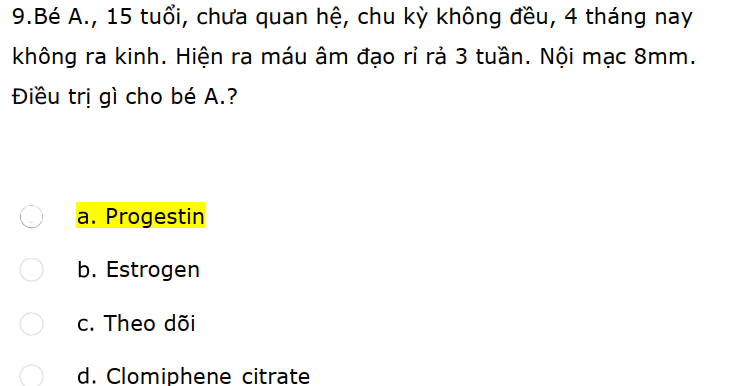 9.Bé A., 15 tuổi, chưa quan hệ, chu kỳ không đều, 4 tháng nay
không ra kinh. Hiện ra máu âm đạo rỉ rả 3 tuần. Nội mạc 8mm.
Điều trị gì cho bé A.?
a. Progestin
b. Estrogen
c. Theo dõi
d. Clomiphene citrate